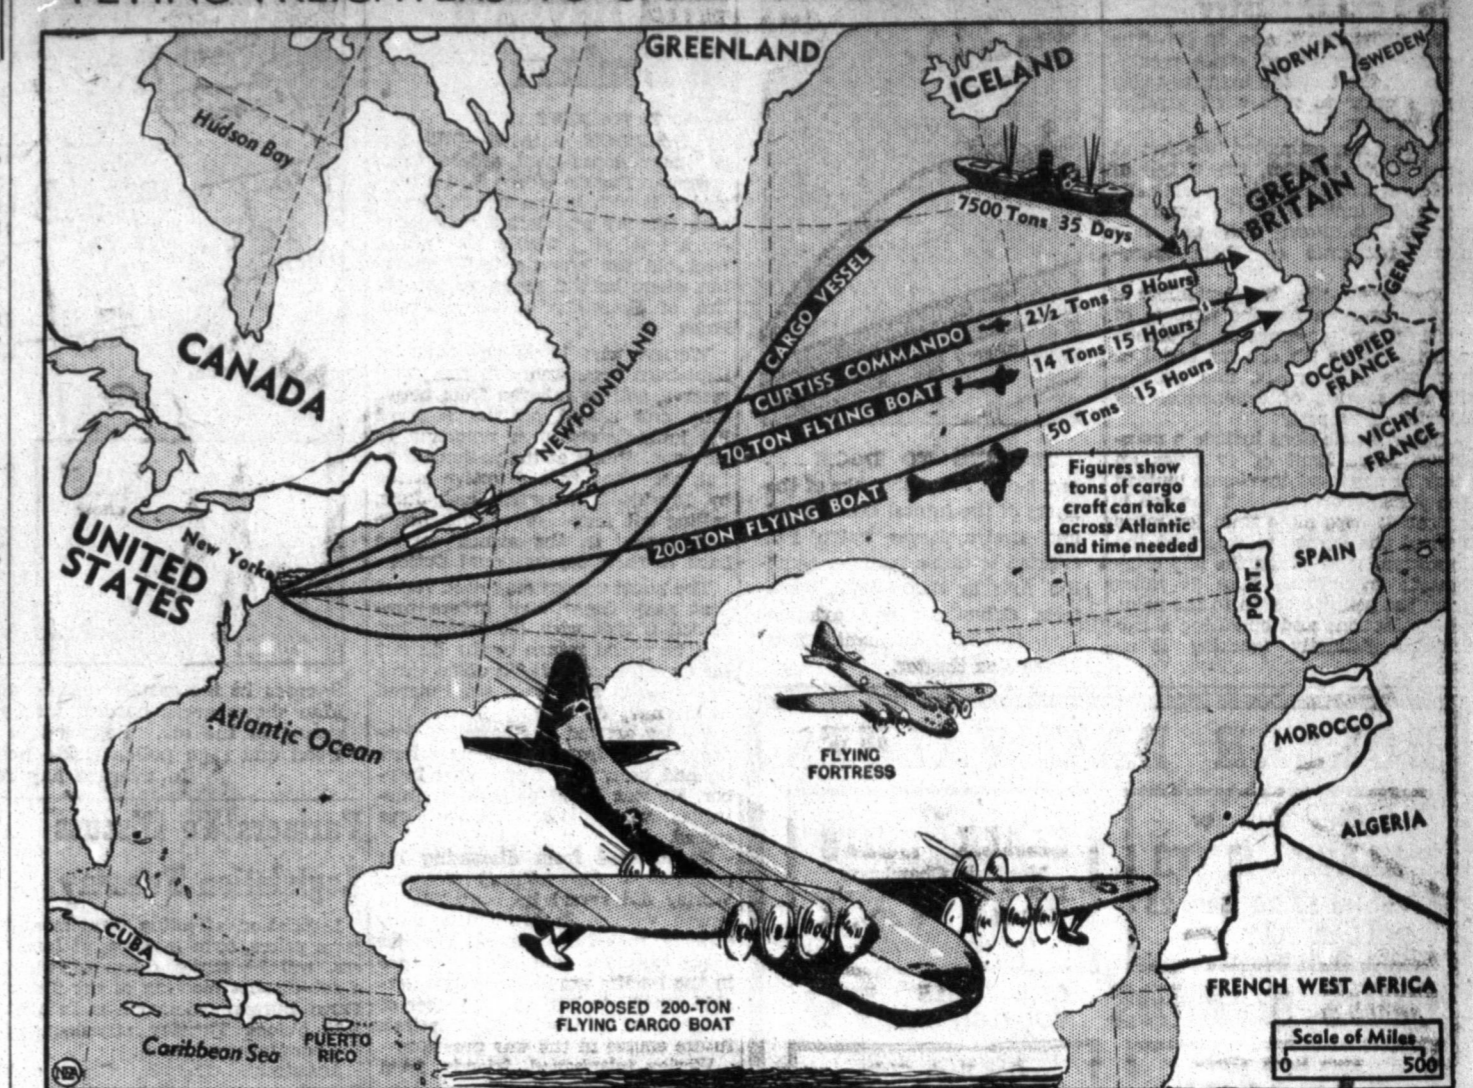 GREENLAND
ICELAND
NORWAY
SWEDEN
Hudson Bay
GREAT
BRITAIN
7500 Tons 35 Days
GERMANY
CARGO VESSEL
2½ Tons 9 Hours
CURTISS COMMANDO
14 Tons 15 Hours
70-TON FLYING BOAT
50 Tons 15 Hours
200-TON FLYING BOAT
CANADA
NEWFOUNDLAND
OCCUPIED
FRANCE
VICHY
FRANCE
Figures show
tons of cargo
craft can take
across Atlantic
and time needed
New York
UNITED
STATES
SPAIN
PORT.
Atlantic Ocean
MOROCCO
FLYING
FORTRESS
ALGERIA
CUBA
PROPOSED 200-TON
FLYING CARGO BOAT
FRENCH WEST AFRICA
PUERTO
RICO
Caribbean Sea
Scale of Miles
0 500
NEA